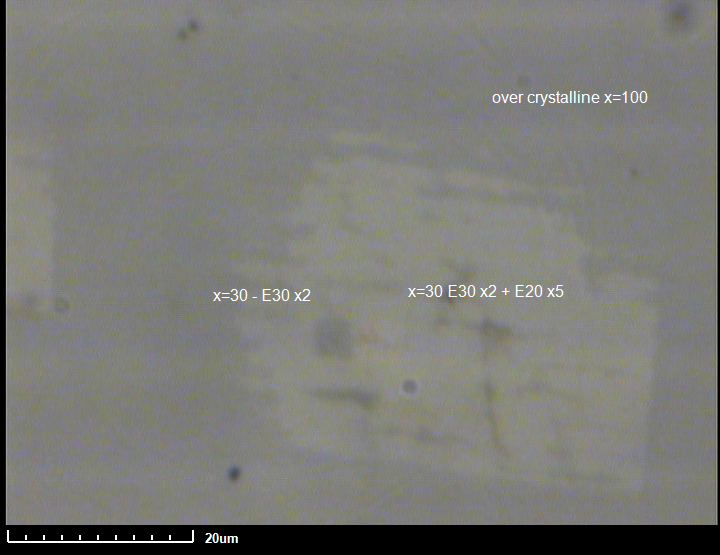 over crystalline x=100
x=30 - E30 x2
x=30 E30 x2 + E20 x5
20um